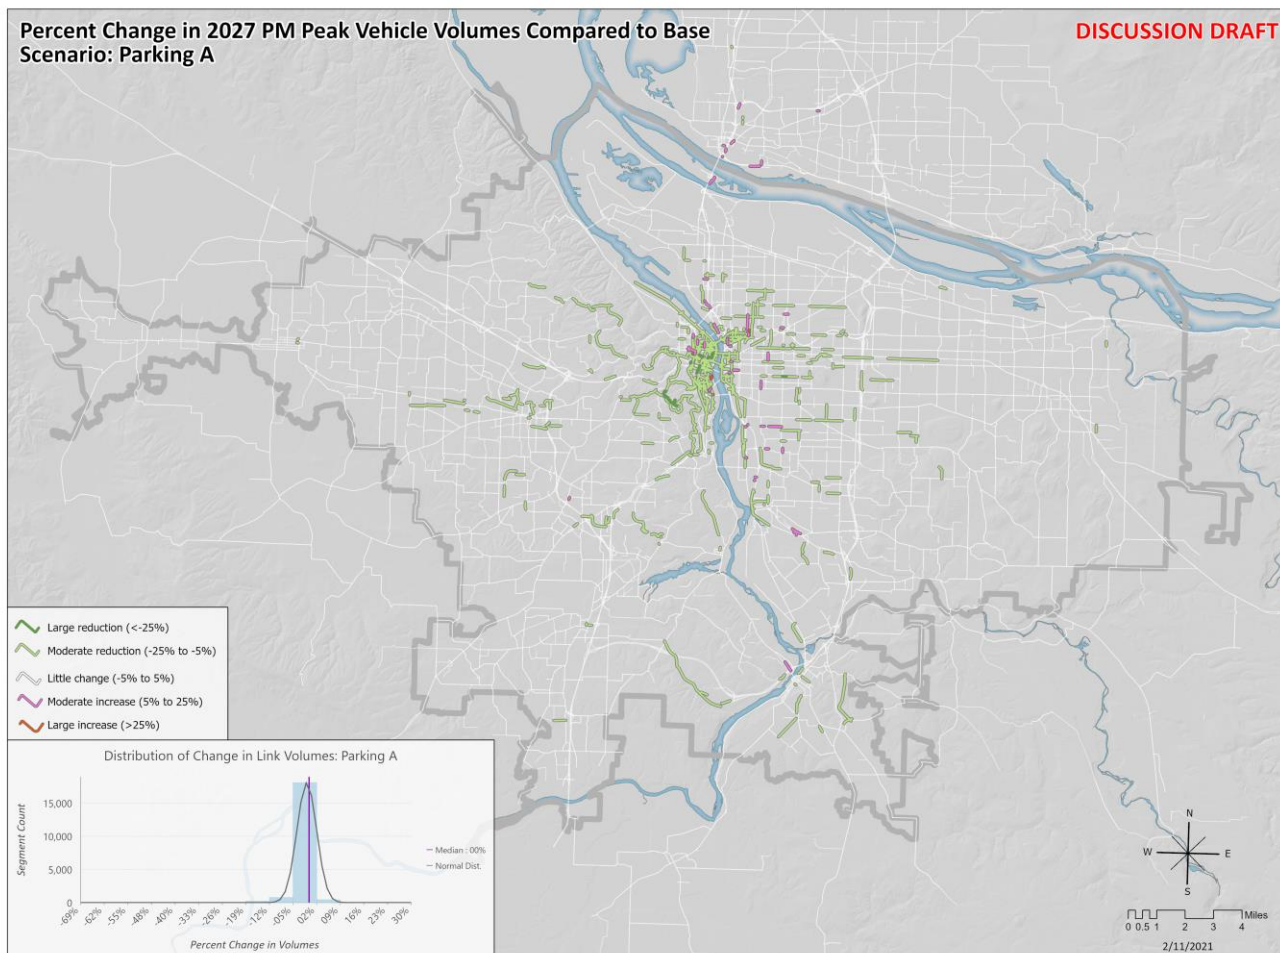 Percent Change in 2027 PM Peak Vehicle Volumes Compared to Base
Scenario: Parking A
DISCUSSION DRAFT
Large reduction (<-25%)
Moderate reduction (-25% to -5%)
Little change (-5% to 5%)
Moderate increase (5% to 25%)
Large increase (>25%)
Distribution of Change in Link Volumes: Parking A
Segment Count
15,000
10,000
5,000
0
Median : 00%
Normal Dist.
-69% -62% -55% -48% -40% -33% -26% -19% -12% -05% 02% 09% 16% 23% 30%
Percent Change in Volumes
N
W E
S
Miles
0 0.5 1 2 3 4
2/11/2021